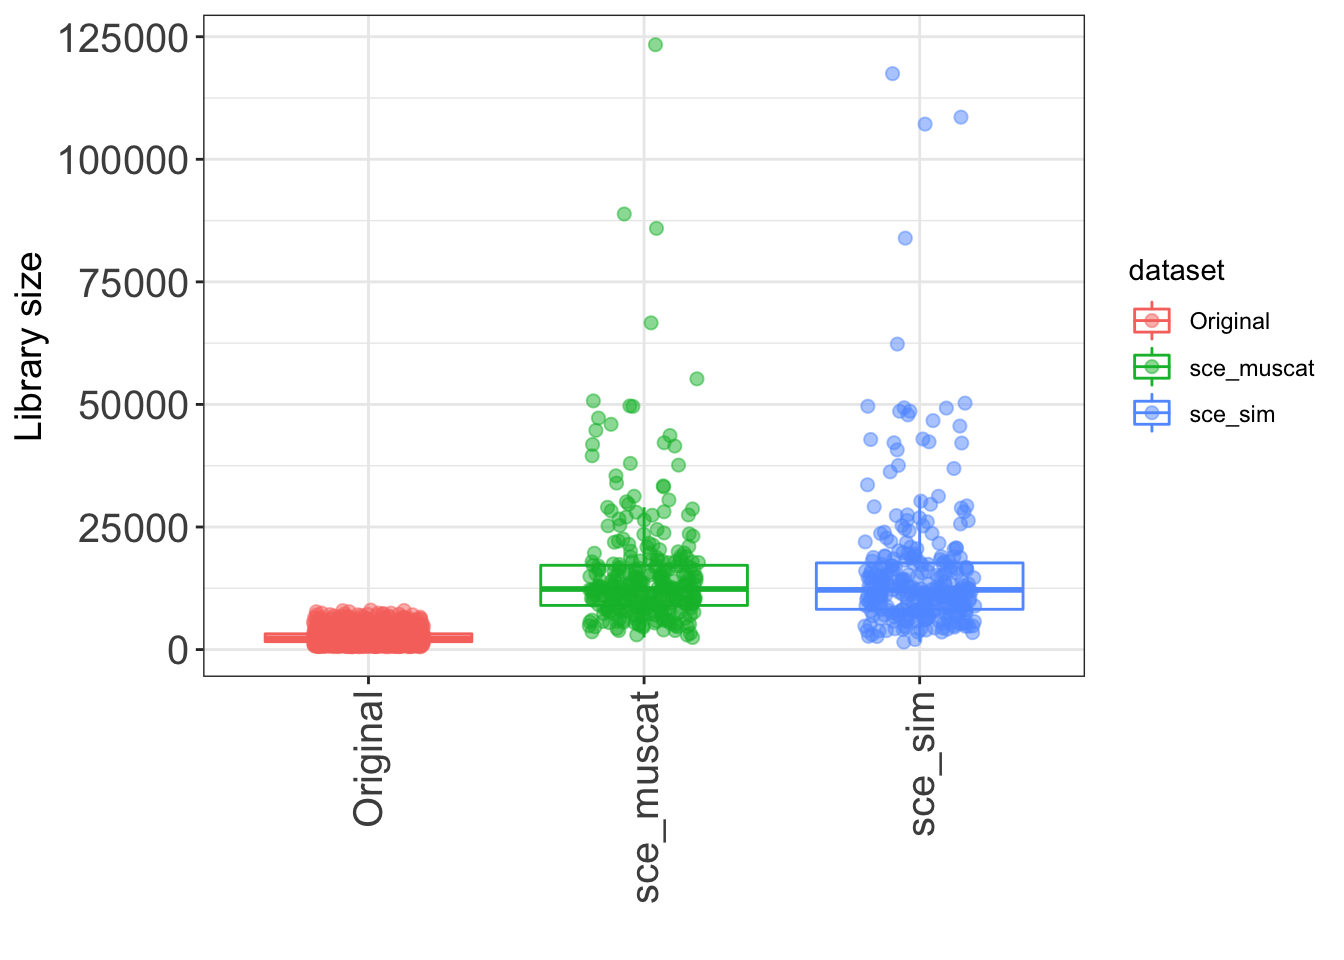 Library size
125000
100000
75000
50000
25000
0
Original
sce_muscat
sce_sim
dataset
Original
sce_muscat
sce_sim